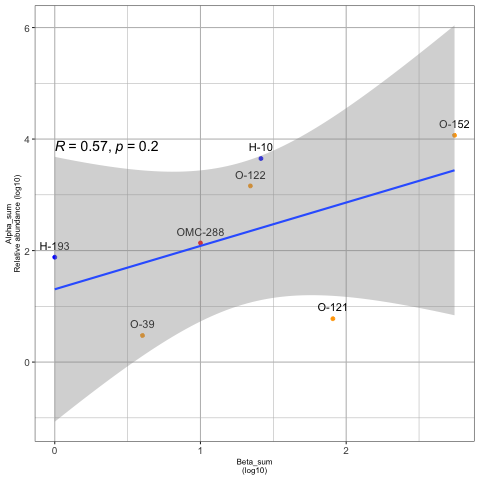 6
O-152
R = 0.57, p = 0.2
H-10
4
O-122
OMC-288
H-193
2
O-121
O-39
0
Alpha_sum
Relative abundance (log10)
0
1
2
Beta_sum
(log10)